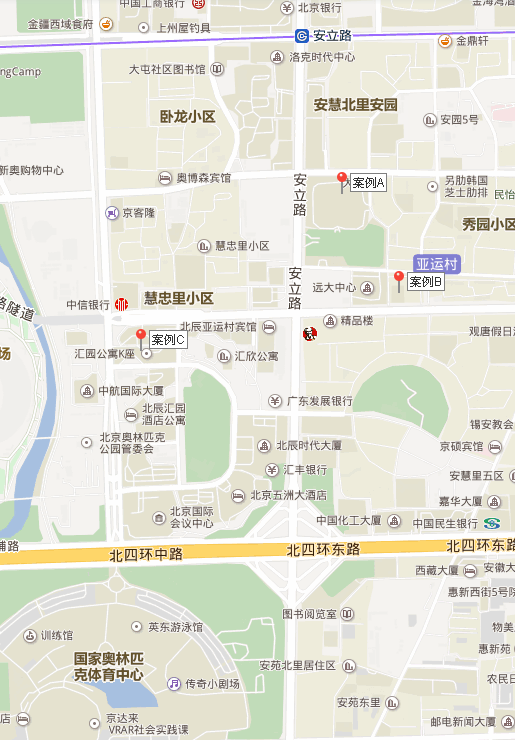 中国工商银行
北京银行
金海湾酒
金疆西域食府
上州屋钓具
安立路
金鼎轩
洛克时代中心
大屯社区图书馆
ngCamp
卧龙小区
安慧北里安园
安园5号
新奥购物中心
奥博森宾馆
安立路
大
案例A
另肋韩国
芝士肋排
民怡
京客隆
秀园小区
慧忠里小区
亚运村
安立路
远大中心
案例B
路隧道
中信银行
慧忠里小区
北辰亚运村宾馆
精品楼
观唐假日
场
案例C
汇园公寓K座
汇欣公寓
中航国际大厦
广东发展银行
北辰汇园
酒店公寓
锡安教会
北京奥林匹克
公园管委会
北辰时代大厦
京硕宾馆
汇丰银行
安慧里五区
北京五洲大酒店
嘉华大厦
北京国际
会议中心
中国化工大厦
中国民生银行
辅路
北四环中路
北四环东路
北四环东路
西藏大厦
安徽大
惠新西街5号院
图书阅览室
训练馆
英东游泳馆
物美
惠新苑
国家奥林匹
克体育中心
安苑北里居住区
农民日
传奇小剧场
安苑东里
店
京达来
VRAR社会实践课
邮电新闻大厦